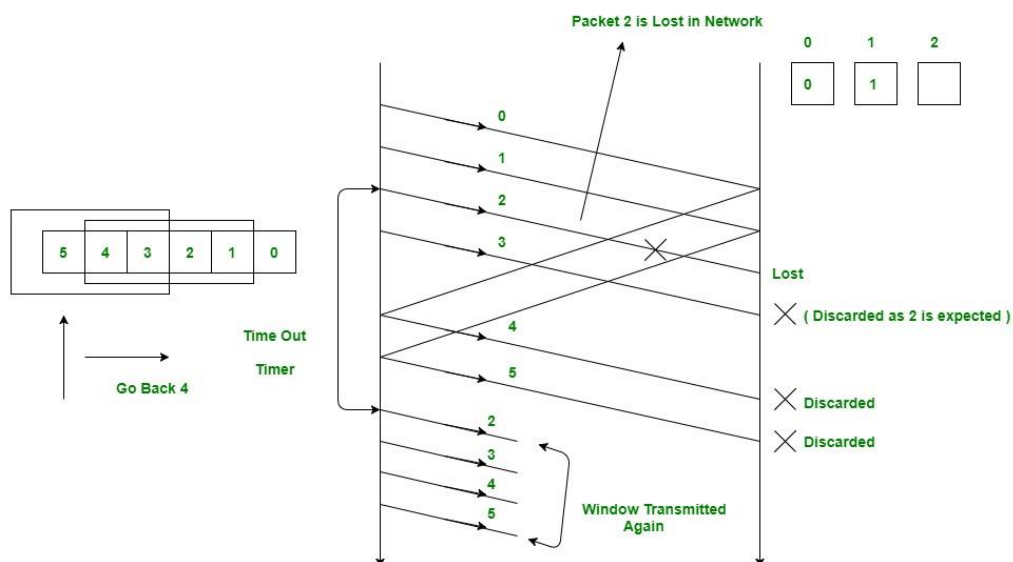 Packet 2 is Lost in Network
0 1 2
0 1
0
1
2
3
Lost
( Discarded as 2 is expected )
5 4 3 2 1 0
Time Out
Timer
Go Back 4
4
5
Discarded
Discarded
2
3
4
5
Window Transmitted
Again